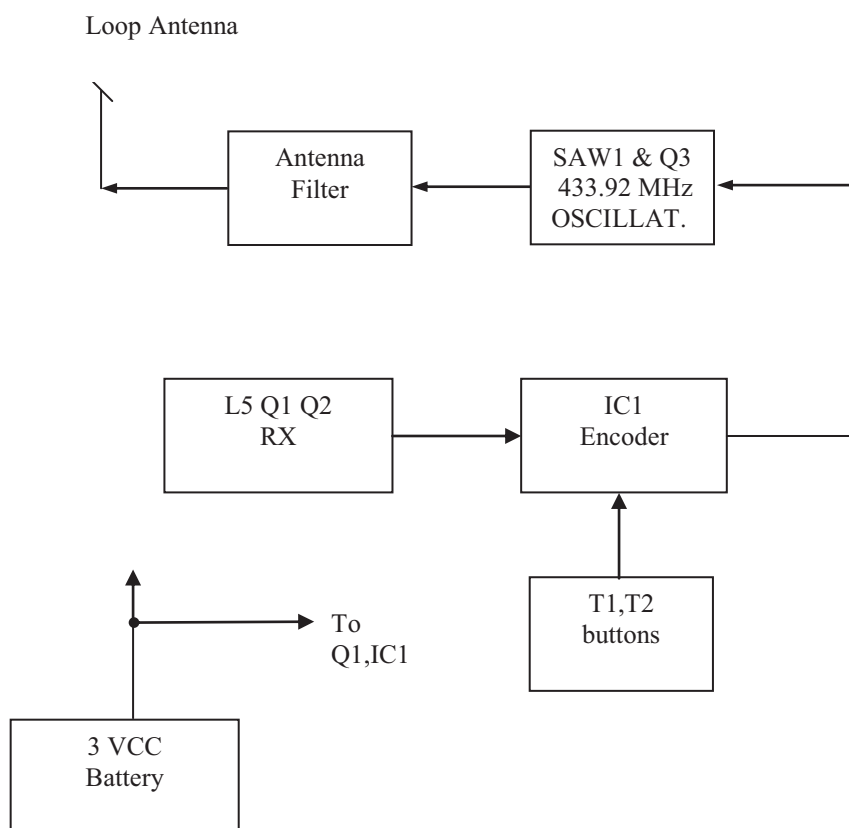 Loop Antenna
Antenna
Filter
SAW1 & Q3
433.92 MHz
OSCILLAT.
L5 Q1 Q2
RX
IC1
Encoder
To
Q1,IC1
T1,T2
buttons
3 VCC
Battery